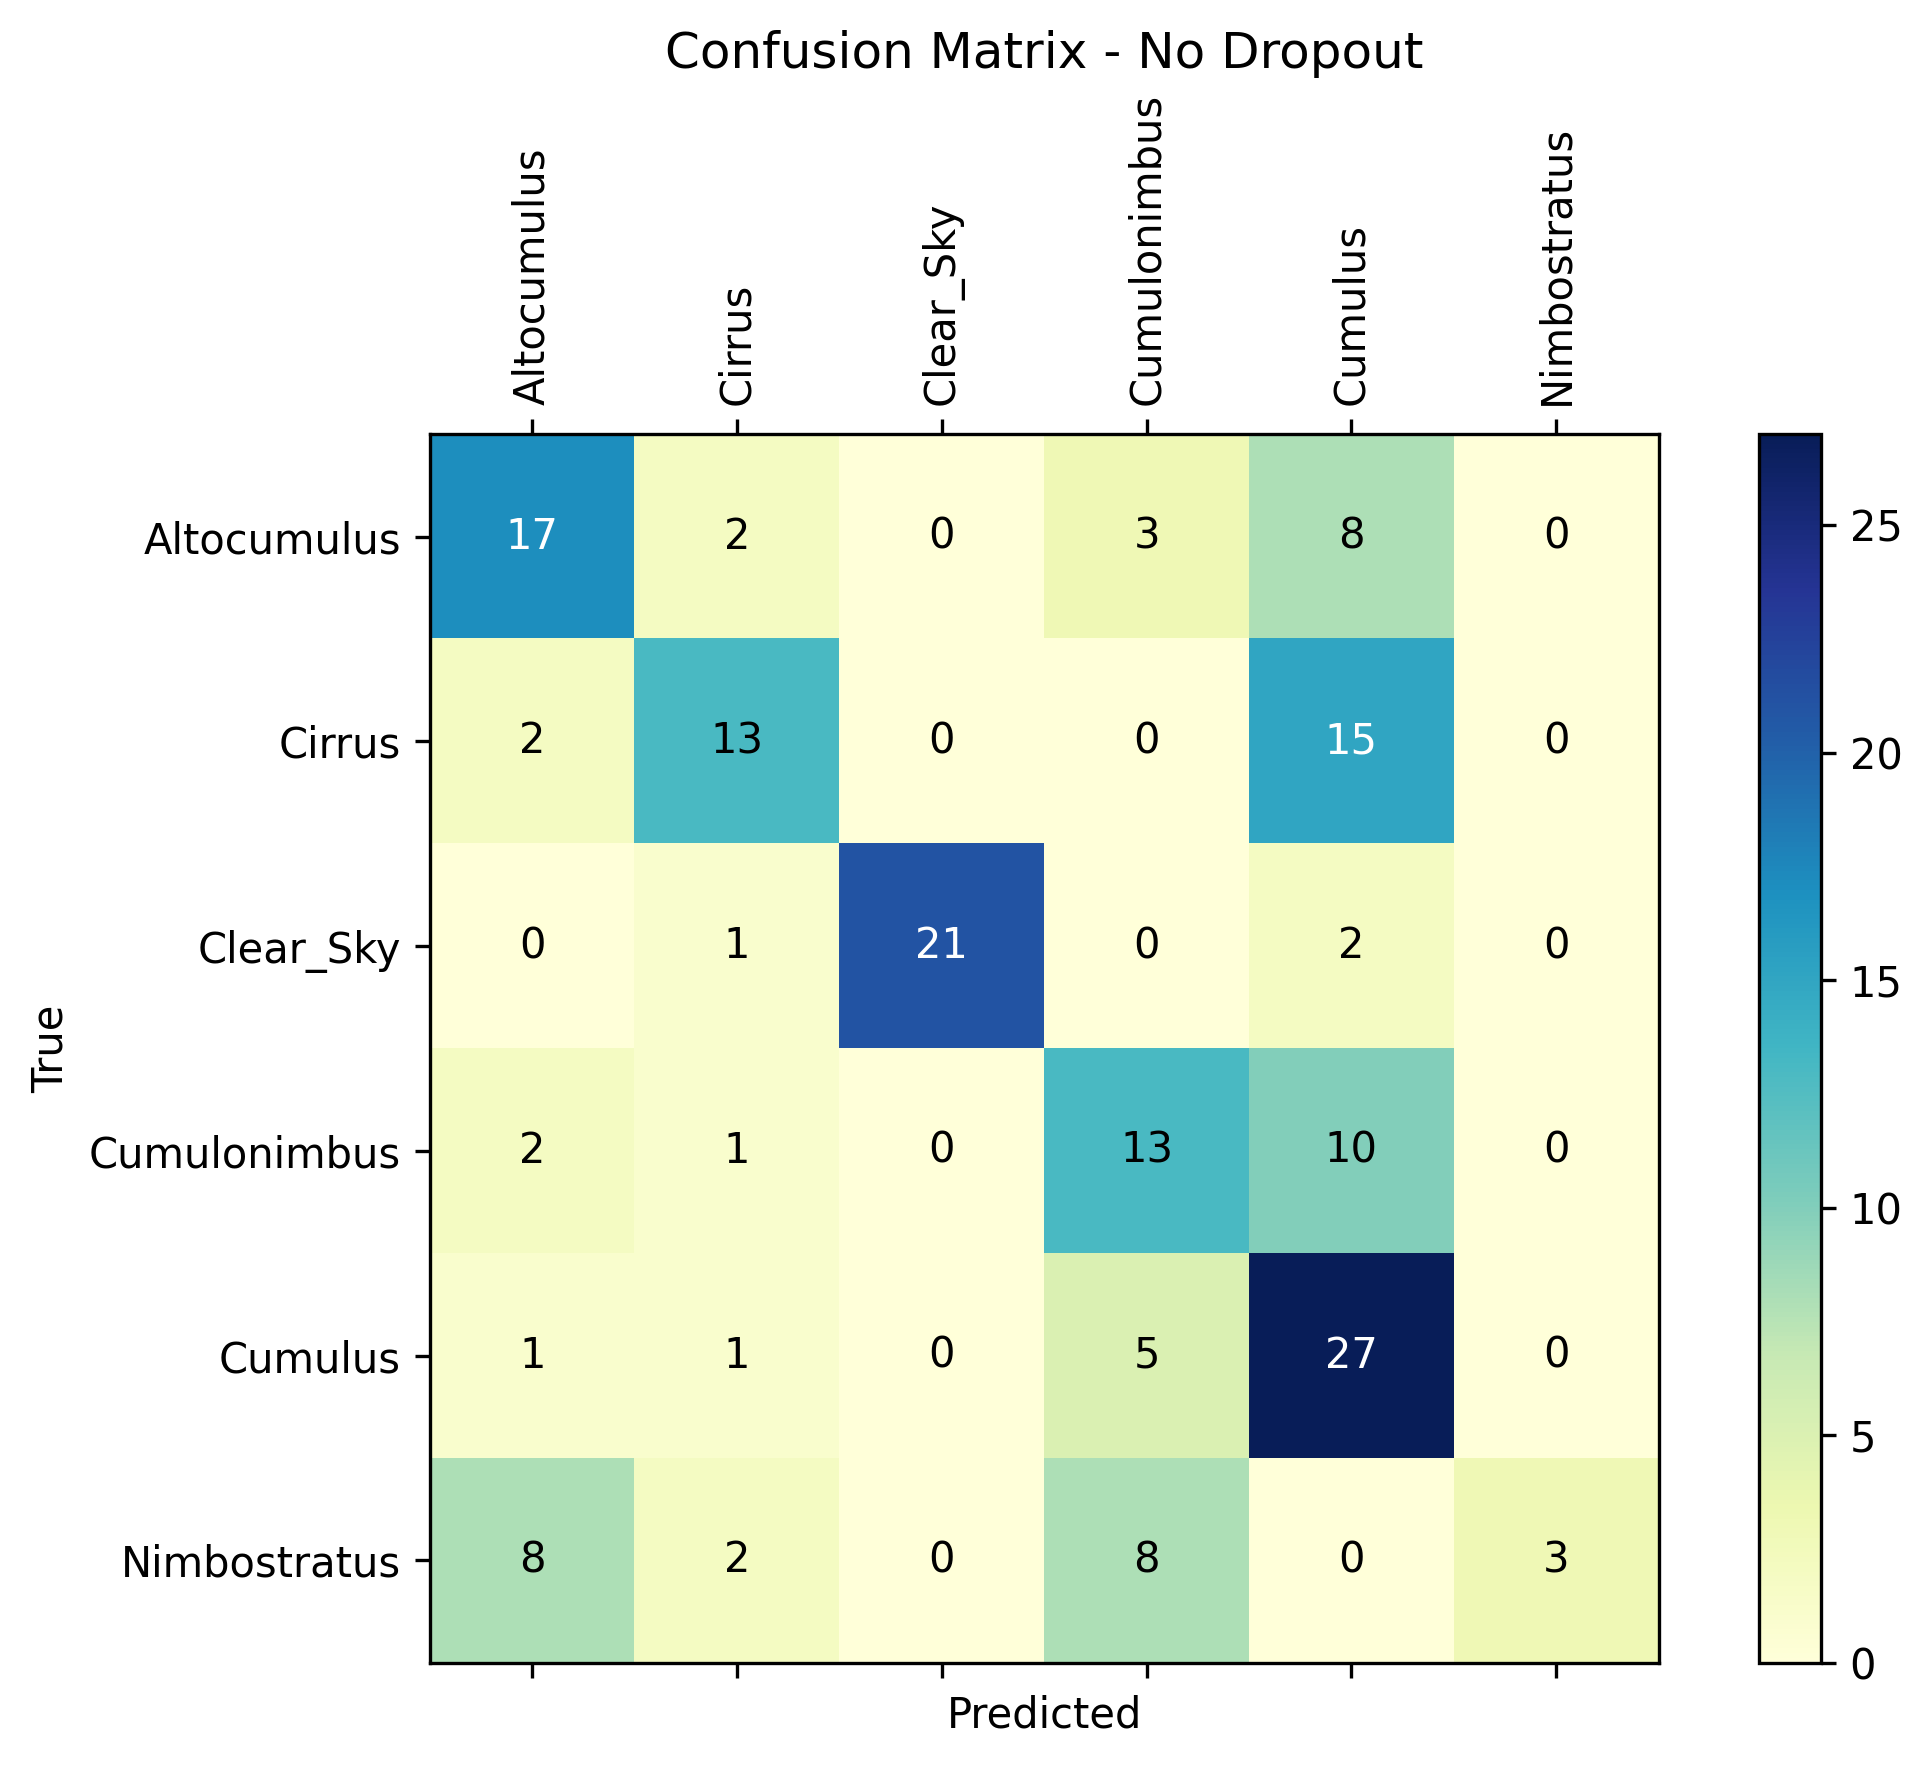 Confusion Matrix - No Dropout
Altocumulus
Cirrus
Clear_Sky
Cumulonimbus
Cumulus
Nimbostratus
Altocumulus 17 2 0 3 8 0
Cirrus 2 13 0 0 15 0
Clear_Sky 0 1 21 0 2 0
Cumulonimbus 2 1 0 13 10 0
Cumulus 1 1 0 5 27 0
Nimbostratus 8 2 0 8 0 3
True
Predicted
25
20
15
10
5
0